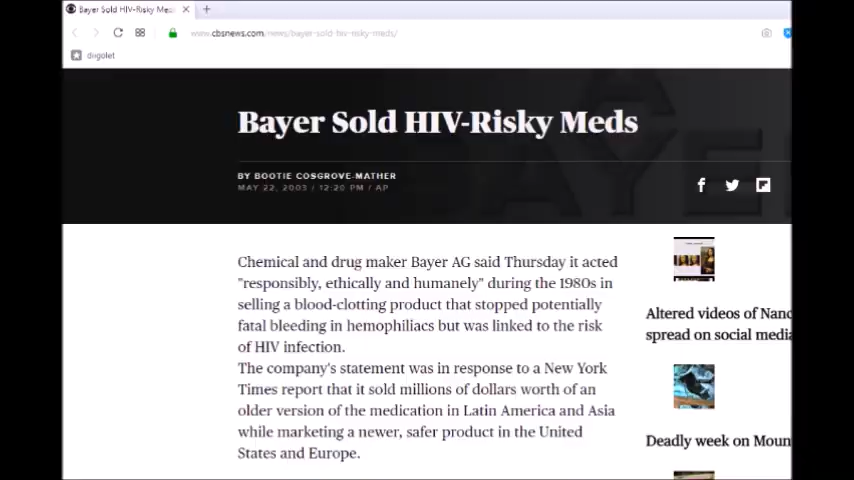 Bayer Sold HIV-Risky Meds
www.cbsnews.com/news/bayer-sold-hiv-risky-meds/
diigolet
Bayer Sold HIV-Risky Meds
BY BOOTIE COSGROVE-MATHER
MAY 22, 2003 / 12:20 PM / AP
Chemical and drug maker Bayer AG said Thursday it acted
"responsibly, ethically and humanely" during the 1980s in
selling a blood-clotting product that stopped potentially
fatal bleeding in hemophiliacs but was linked to the risk
of HIV infection.
The company's statement was in response to a New York
Times report that it sold millions of dollars worth of an
older version of the medication in Latin America and Asia
while marketing a newer, safer product in the United
States and Europe.
Altered videos of Nanc
spread on social media
Deadly week on Moun